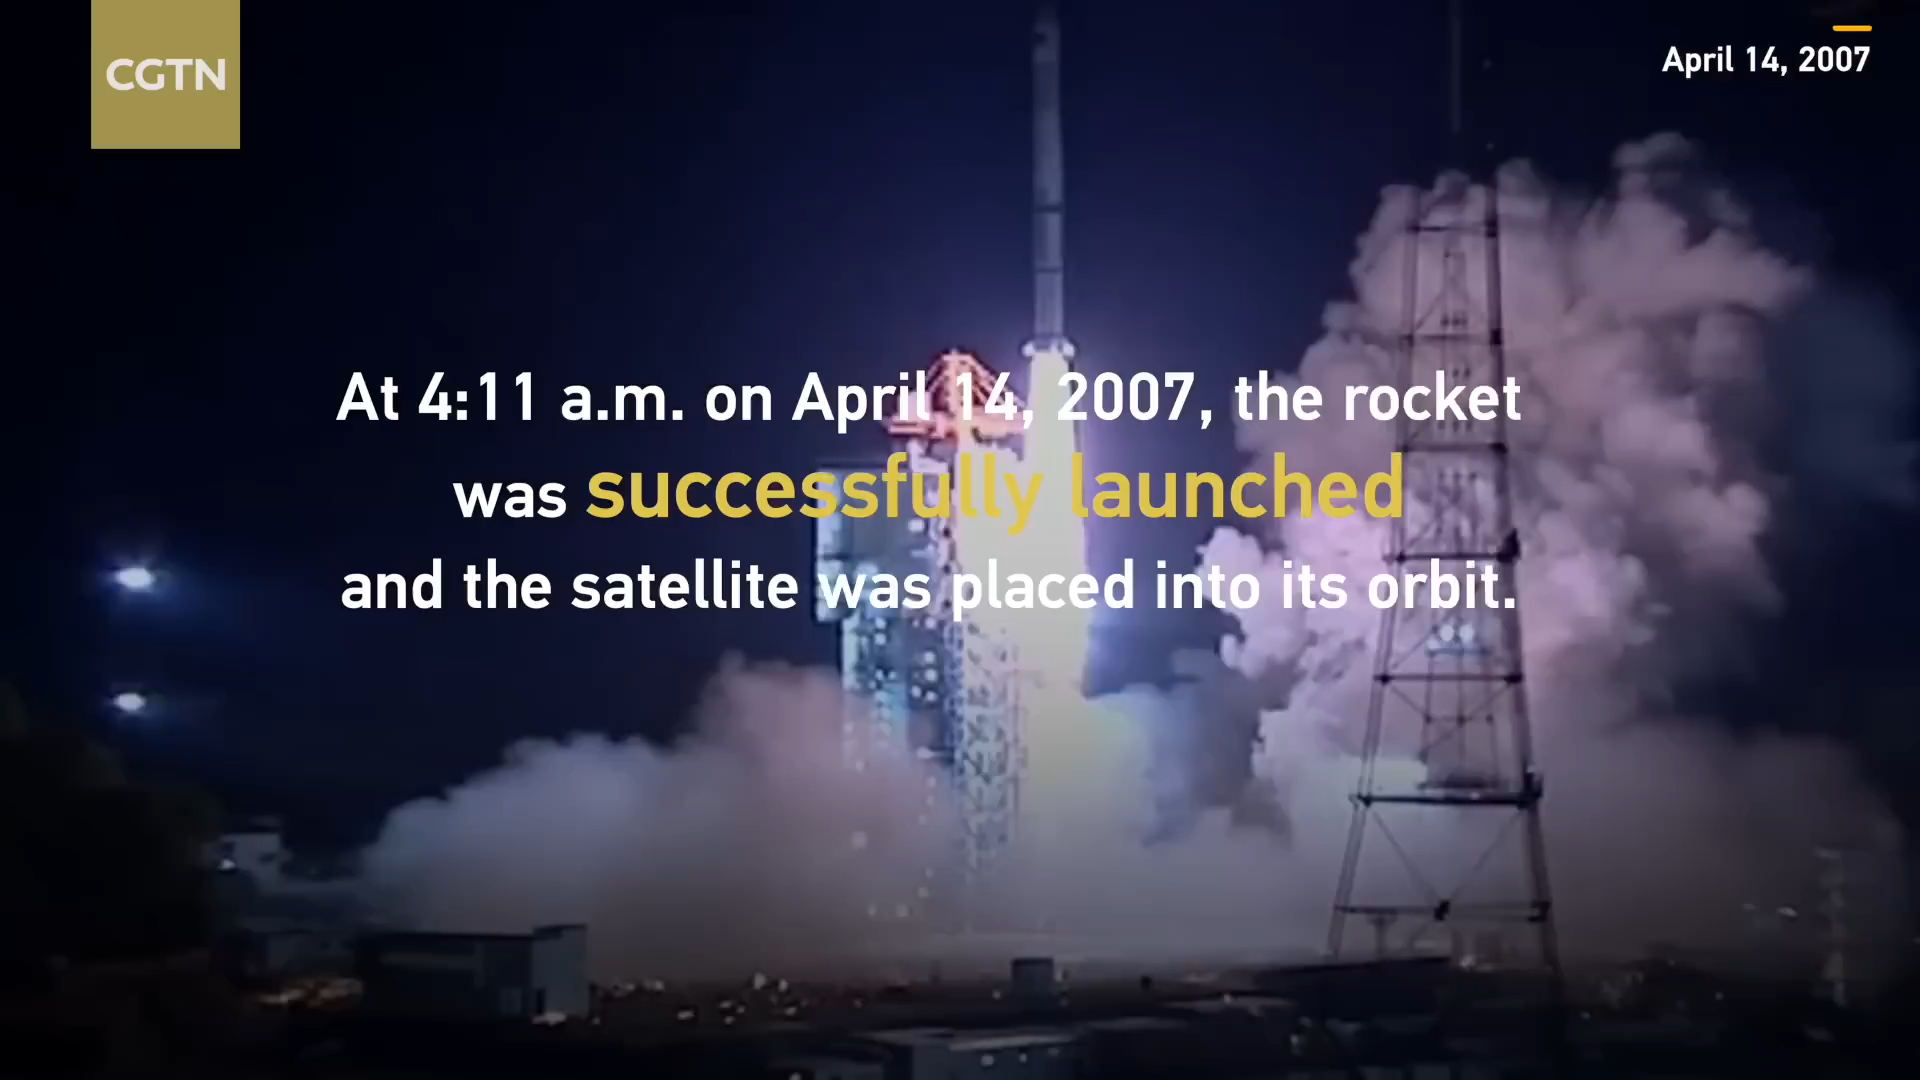 CGTN
April 14, 2007
At 4:11 a.m. on April 14, 2007, the rocket
was successfully launched
and the satellite was placed into its orbit.